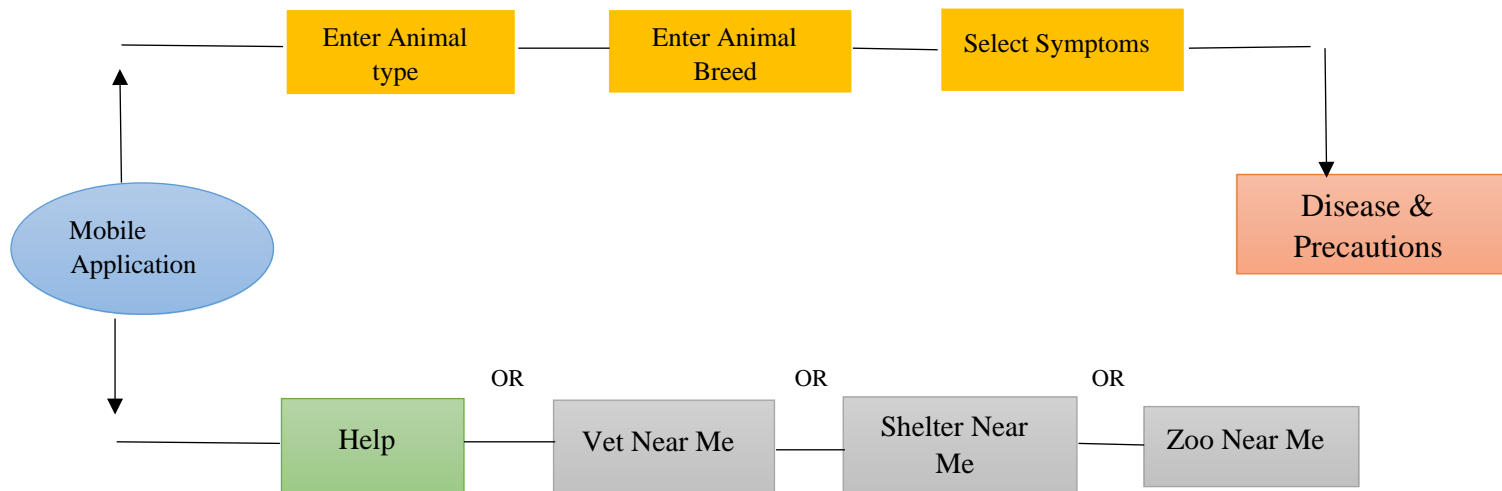 Enter Animal
type
Enter Animal
Breed
Select Symptoms
Mobile
Application
Disease &
Precautions
OR
OR
OR
Help
Vet Near Me
Shelter Near
Me
Zoo Near Me